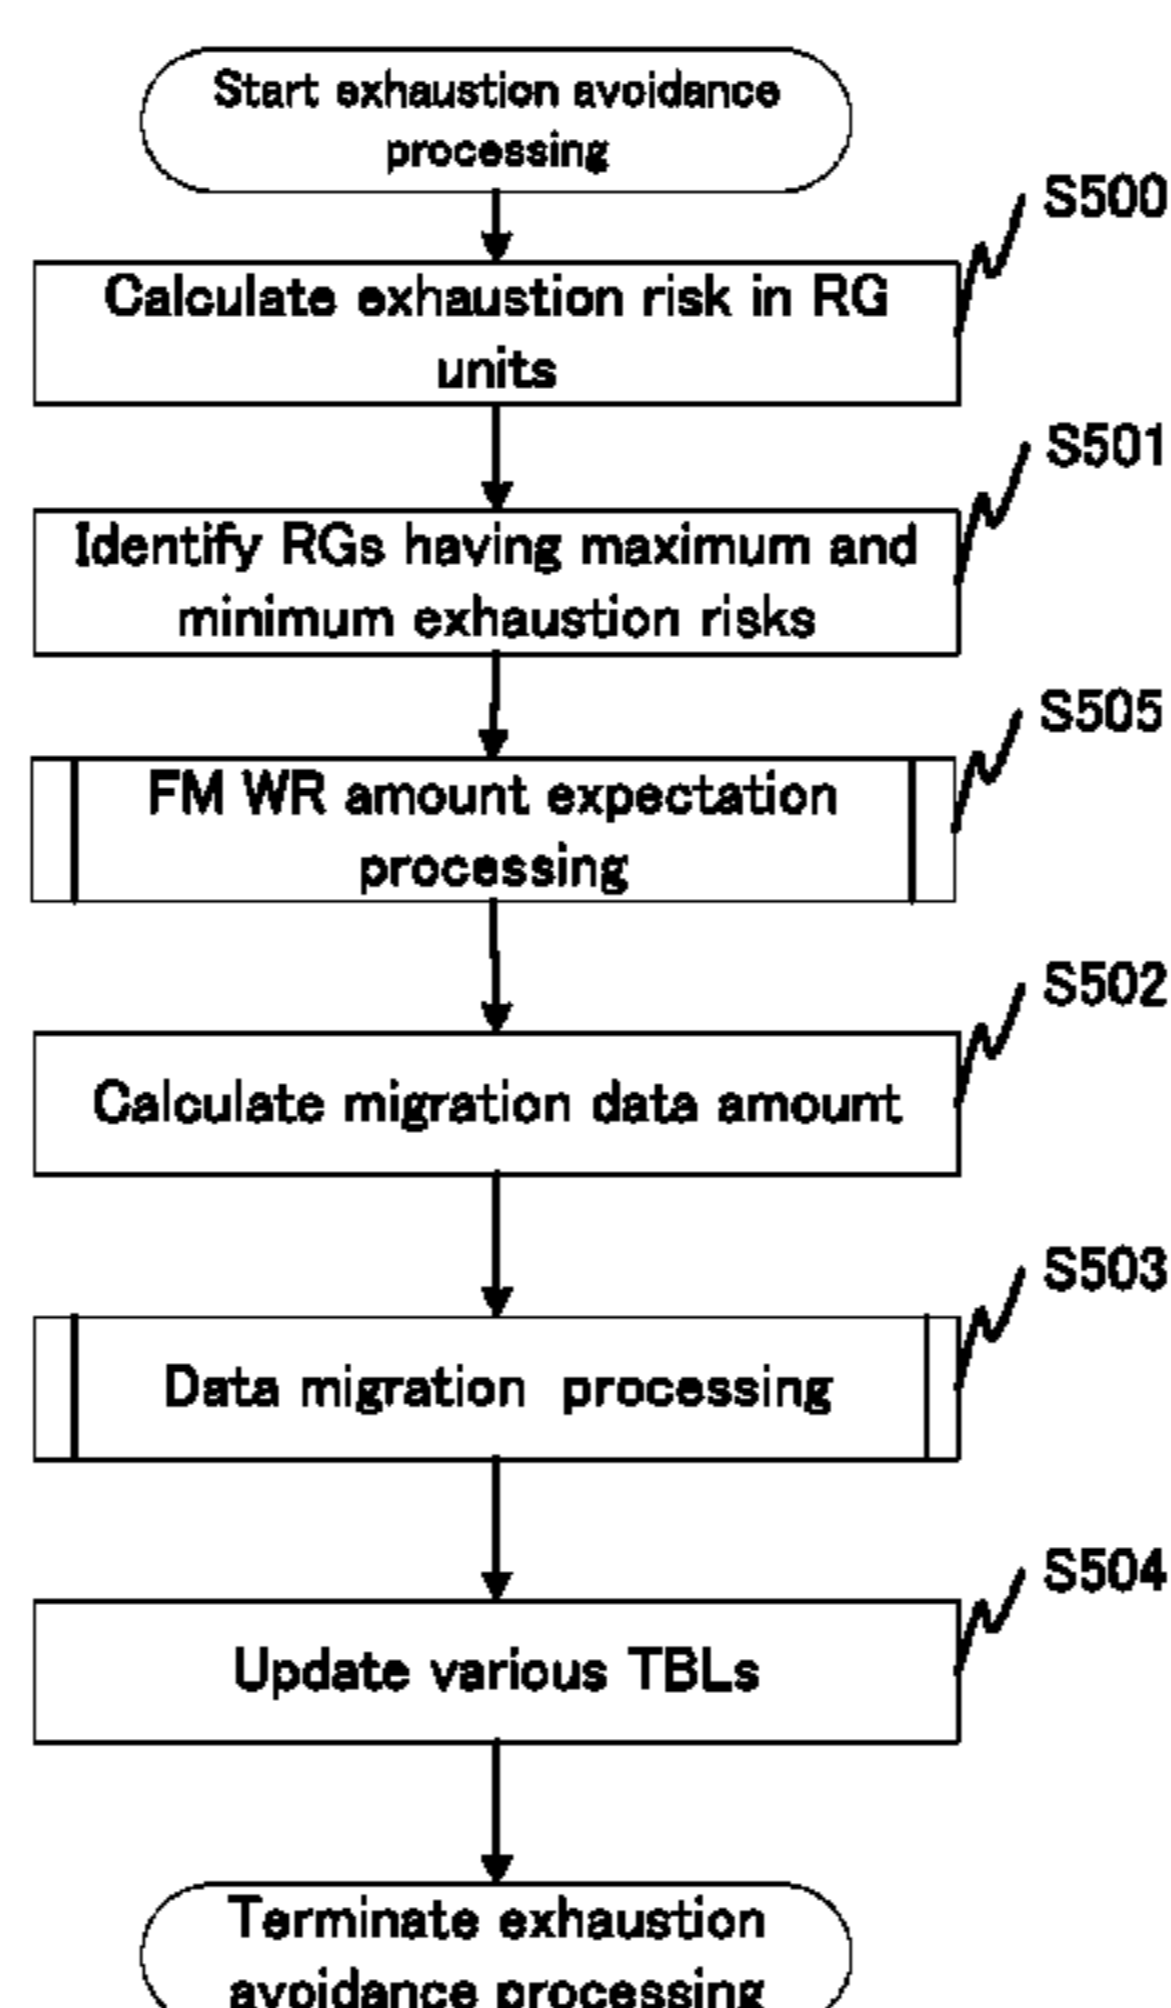 Start exhaustion avoidance
processing
S500
Calculate exhaustion risk in RG
units
S501
Identify RGs having maximum and
minimum exhaustion risks
S505
FM WR amount expectation
processing
S502
Calculate migration data amount
S503
Data migration processing
S504
Update various TBLs
Terminate exhaustion
avoidance processing